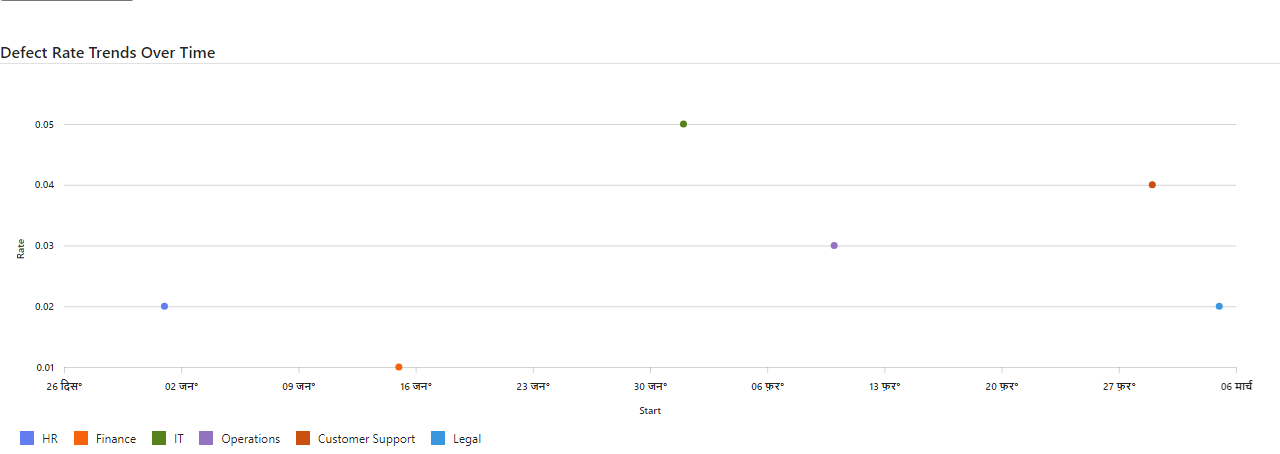 Defect Rate Trends Over Time
0.05
0.04
0.03
0.02
0.01
Rate
26 दिस॰ 02 जन॰ 09 जन॰ 16 जन॰ 23 जन॰ 30 जन॰ 06 फ़र॰ 13 फ़र॰ 20 फ़र॰ 27 फ़र॰ 06 मार्च
Start
HR Finance IT Operations Customer Support Legal